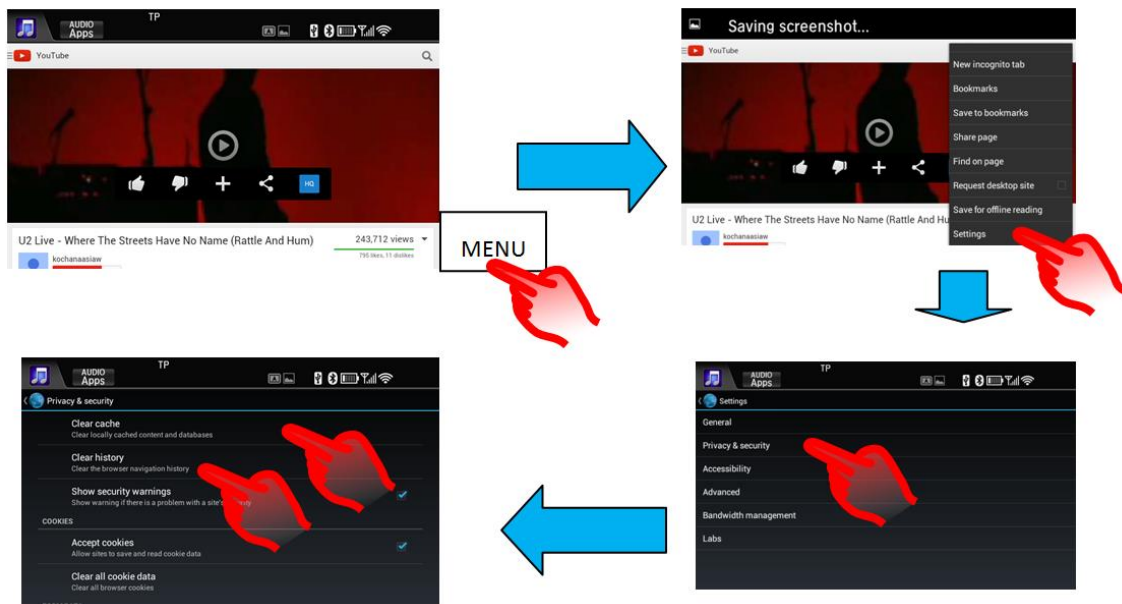 TP
AUDIO
Apps
YouTube
HQ
U2 Live - Where The Streets Have No Name (Rattle And Hum)
243,712 views
kochanaasiaw
795 likes, 11 dislikes
MENU
Saving screenshot...
YouTube
New incognito tab
Bookmarks
Save to bookmarks
Share page
Find on page
Request desktop site
Save for offline reading
Settings
U2 Live - Where The Streets Have No Name (Rattle And Hu
kochanaasiaw
TP
AUDIO
Apps
Settings
General
Privacy & security
Accessibility
Advanced
Bandwidth management
Labs
TP
AUDIO
Apps
Privacy & security
Clear cache
Clear locally cached content and databases
Clear history
Clear the browser navigation history
Show security warnings
Show warning if there is a problem with a site's
COOKIES
Accept cookies
Allow sites to save and read cookie data
Clear all cookie data
Clear all browser cookies